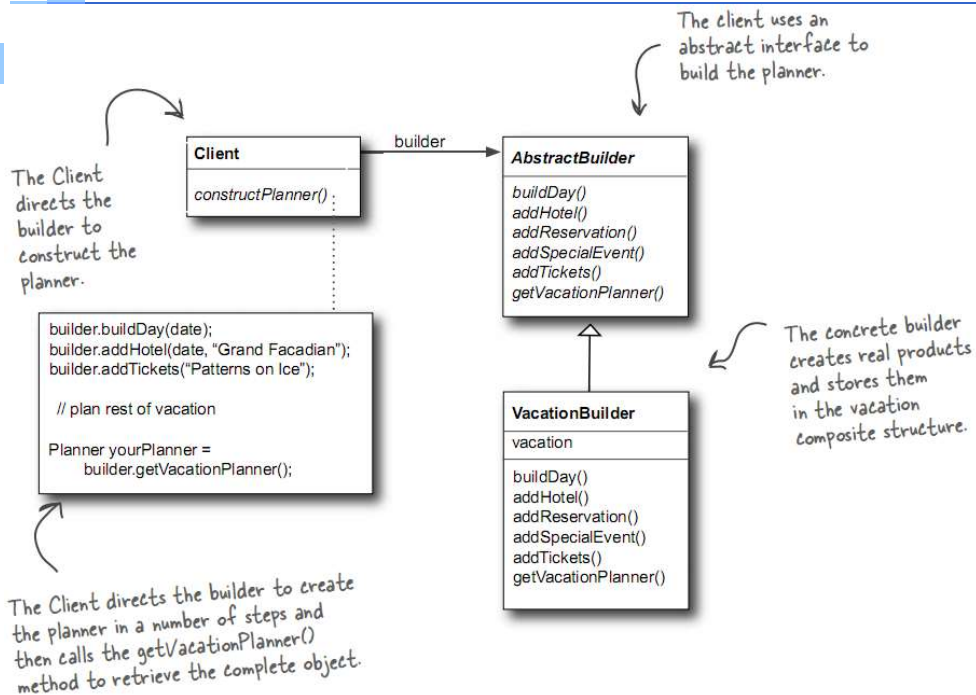 The client uses an
abstract interface to
build the planner.
Client
constructPlanner()
builder
AbstractBuilder
buildDay()
addHotel()
addReservation()
addSpecialEvent()
addTickets()
getVacationPlanner()
The Client
directs the
builder to
construct the
planner.
builder.buildDay(date);
builder.addHotel(date, “Grand Facadian”);
builder.addTickets(“Patterns on Ice”);
// plan rest of vacation
Planner yourPlanner =
builder.getVacationPlanner();
The concrete builder
creates real products
and stores them
in the vacation
composite structure.
VacationBuilder
vacation
buildDay()
addHotel()
addReservation()
addSpecialEvent()
addTickets()
getVacationPlanner()
The Client directs the builder to create
the planner in a number of steps and
then calls the getVacationPlanner()
method to retrieve the complete object.